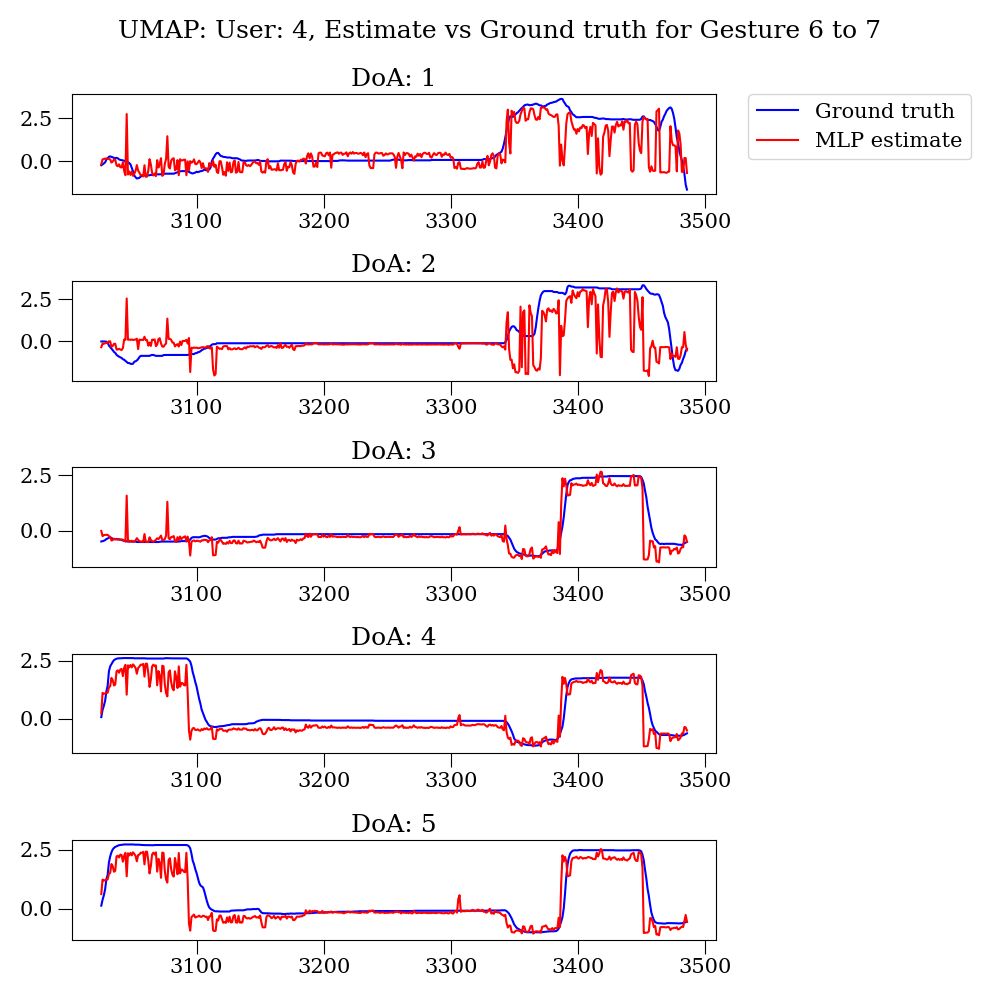 UMAP: User: 4, Estimate vs Ground truth for Gesture 6 to 7
DoA: 1
Ground truth
MLP estimate
2.5
0.0
3100 3200 3300 3400 3500
DoA: 2
2.5
0.0
3100 3200 3300 3400 3500
DoA: 3
2.5
0.0
3100 3200 3300 3400 3500
DoA: 4
2.5
0.0
3100 3200 3300 3400 3500
DoA: 5
2.5
0.0
3100 3200 3300 3400 3500